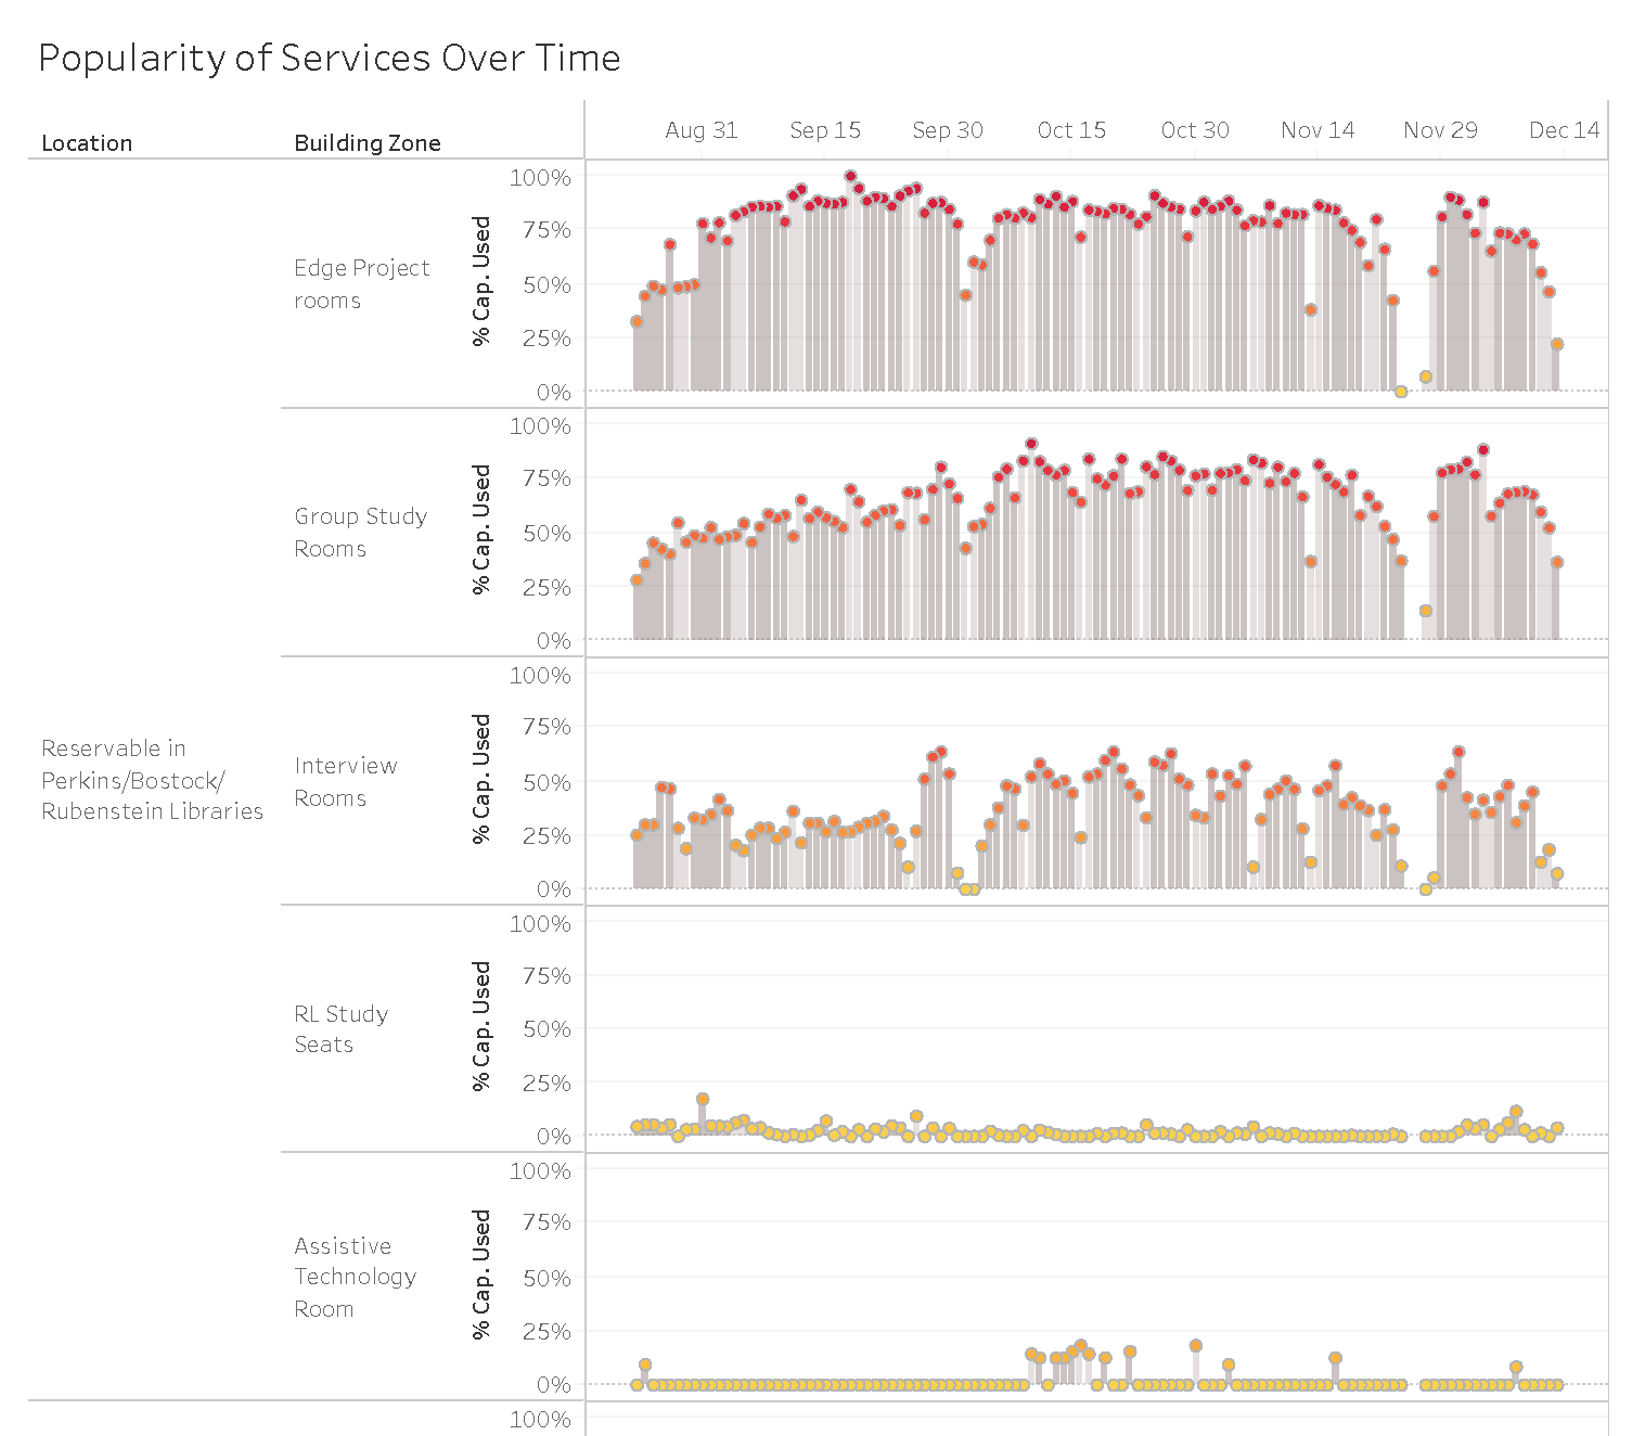 Popularity of Services Over Time
Location
Building Zone
Aug 31
Sep 15
Sep 30
Oct 15
Oct 30
Nov 14
Nov 29
Dec 14
Reservable in
Perkins/Bostock/
Rubenstein Libraries
Edge Project
rooms
% Cap. Used
100%
75%
50%
25%
0%
Group Study
Rooms
% Cap. Used
100%
75%
50%
25%
0%
Interview
Rooms
% Cap. Used
100%
75%
50%
25%
0%
RL Study
Seats
% Cap. Used
100%
75%
50%
25%
0%
Assistive
Technology
Room
% Cap. Used
100%
75%
50%
25%
0%
100%